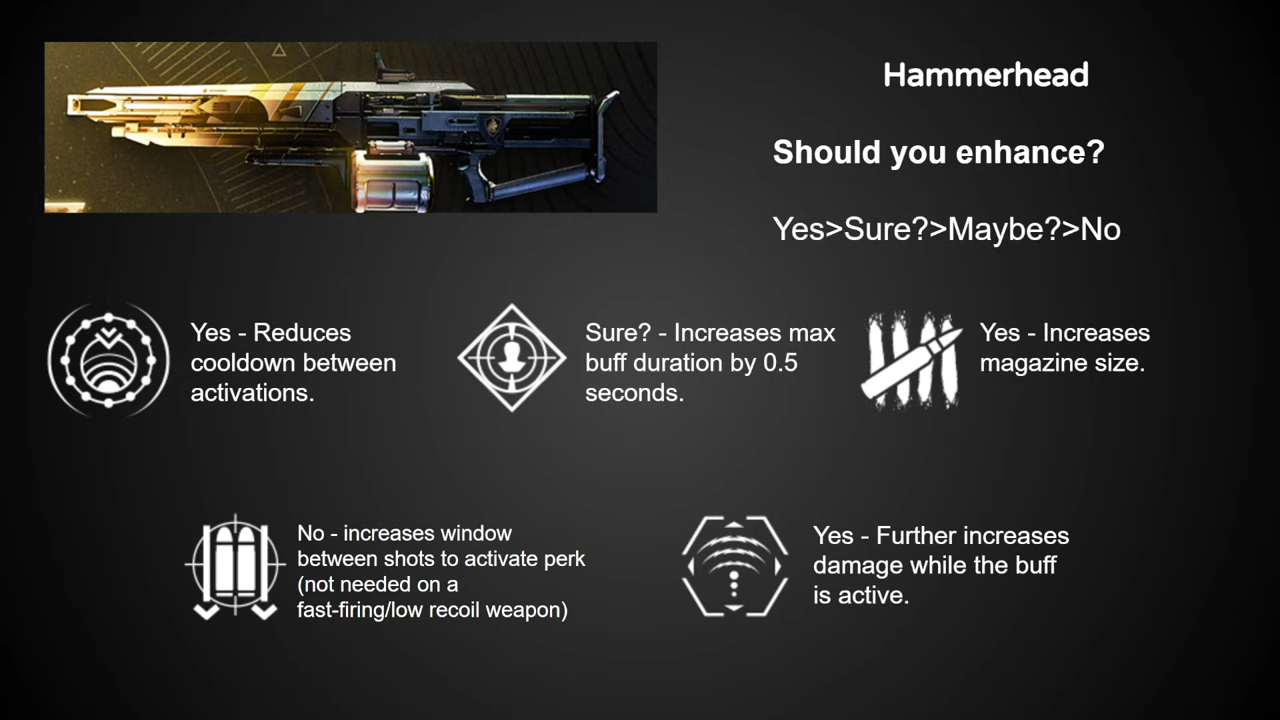 Hammerhead
Should you enhance?
Yes>Sure?>Maybe?>No
Yes - Reduces
cooldown between
activations.
Sure? - Increases max
buff duration by 0.5
seconds.
Yes - Increases
magazine size.
No - increases window
between shots to activate perk
(not needed on a
fast-firing/low recoil weapon)
Yes - Further increases
damage while the buff
is active.